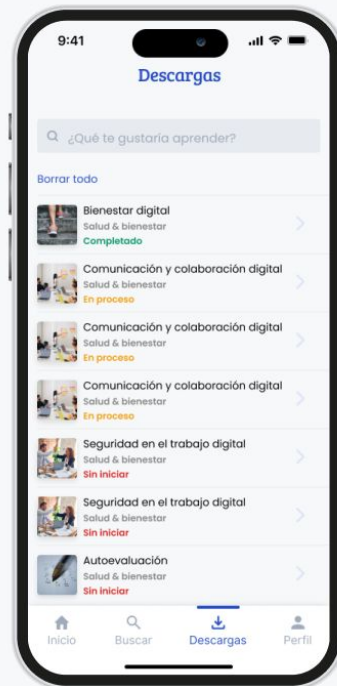 9:41
Descargas
¿Qué te gustaría aprender?
Borrar todo
Bienestar digital
Salud & bienestar
Completado
Comunicación y colaboración digital
Salud & bienestar
En proceso
Comunicación y colaboración digital
Salud & bienestar
En proceso
Comunicación y colaboración digital
Salud & bienestar
En proceso
Seguridad en el trabajo digital
Salud & bienestar
Sin iniciar
Seguridad en el trabajo digital
Salud & bienestar
Sin iniciar
Autoevaluación
Salud & bienestar
Sin iniciar
Inicio Buscar Descargas Perfil